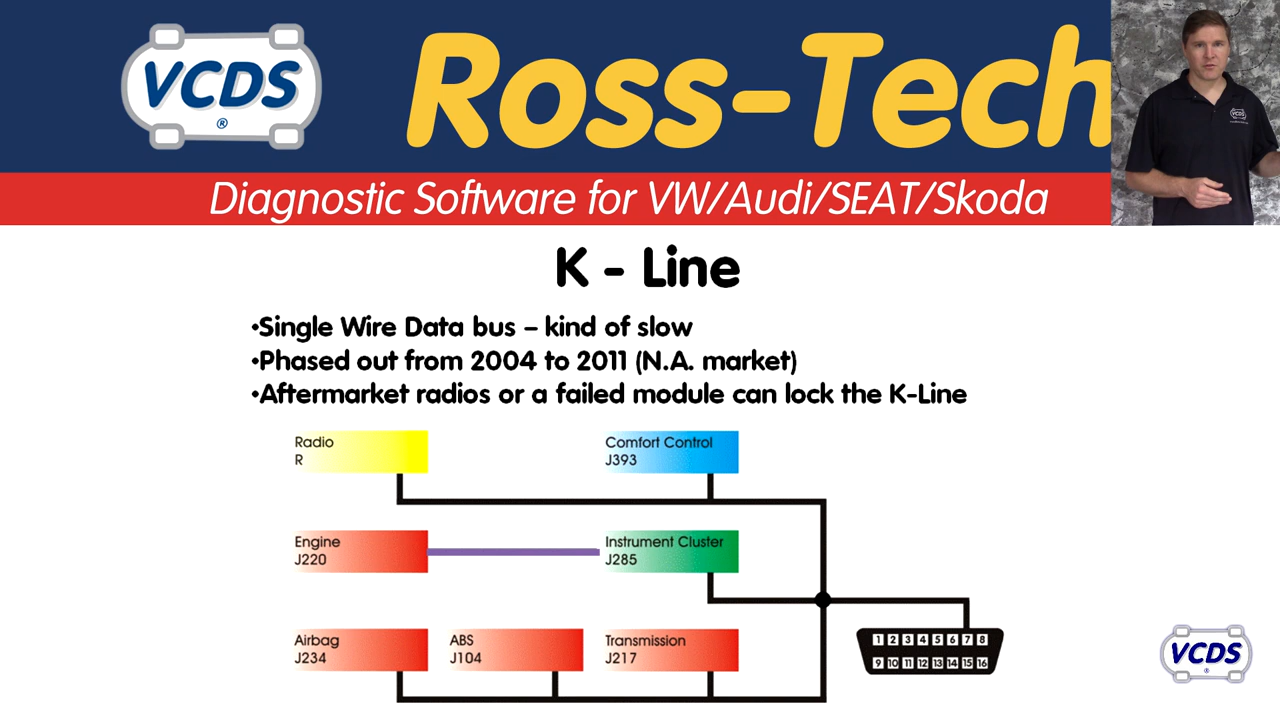 VCDS
®
Ross-Tech
Diagnostic Software for VW/Audi/SEAT/Skoda
K - Line
•Single Wire Data bus – kind of slow
•Phased out from 2004 to 2011 (N.A. market)
•Aftermarket radios or a failed module can lock the K-Line
Radio
R
Comfort Control
J393
Engine
J220
Instrument Cluster
J285
Airbag
J234
ABS
J104
Transmission
J217
1 2 3 4 5 6 7 8
9 10 11 12 13 14 15 16
VCDS
®
VCDS